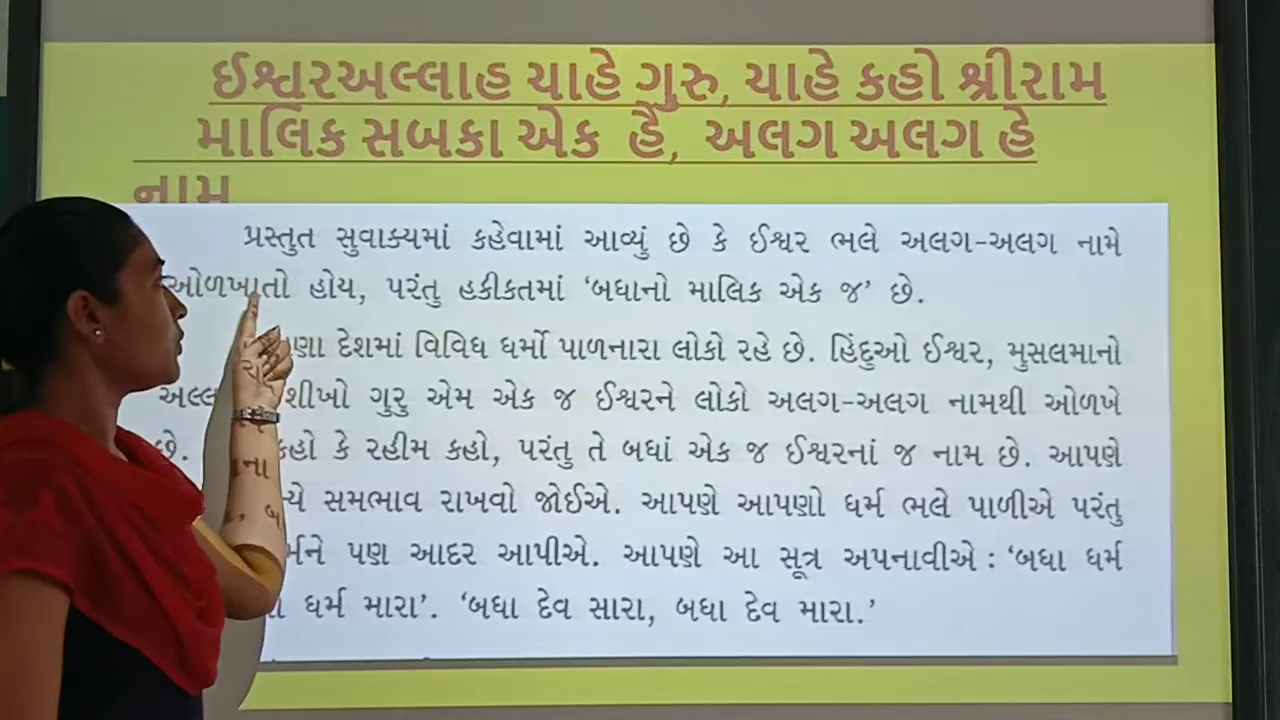 ઈશ્વરઅલ્લાહ ચાહે ગુરુ, ચાહે કહો શ્રીરામ
માલિક સબકા એક હૈ, અલગ અલગ હે
નામ
પ્રસ્તુત સુવાક્યમાં કહેવામાં આવ્યું છે કે ઈશ્વર ભલે અલગ-અલગ નામે
ઓળખાતો હોય, પરંતુ હકીકતમાં ‘બધાનો માલિક એક જ’ છે.
દેશમાં વિવિધ ધર્મો પાળનારા લોકો રહે છે. હિંદુઓ ઈશ્વર, મુસલમાનો
શીખો ગુરુ એમ એક જ ઈશ્વરને લોકો અલગ-અલગ નામથી ઓળખે
છે. કહો કે રહીમ કહો, પરંતુ તે બધાં એક જ ઈશ્વરનાં જ નામ છે. આપણે
સમભાવ રાખવો જોઈએ. આપણે આપણો ધર્મ ભલે પાળીએ પરંતુ
પણ આદર આપીએ. આપણે આ સૂત્ર અપનાવીએ : ‘બધા ધર્મ
ધર્મ મારા’. ‘બધા દેવ સારા, બધા દેવ મારા.’